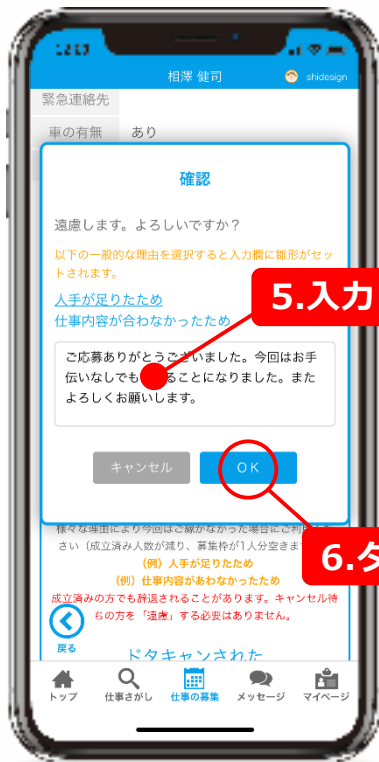 相澤 健司
shidesign
緊急連絡先
車の有無 あり
確認
遠慮します。よろしいですか？
以下の一般的な理由を選択すると入力欄に雛形がセッ
トされます。
人手が足りたため
5.入力
仕事内容が合わなかったため
ご応募ありがとうございました。今回はお手
伝いなしでも
ることになりました。また
よろしくお願いします。
キャンセル
OK
様々な理由により今回はご縁がなかった場合にご利用
さい（成立済み人数が減り、募集枠が1人分空きま
6.タ
(例）人手が足りたため
(例）仕事内容があわなかったため
成立済みの方でも辞退されることがあります。キャンセル待
ちの方を「遠慮」する必要はありません。
戻る
ドタキャンされた
トップ 仕事さがし 仕事の募集 メッセージ マイページ